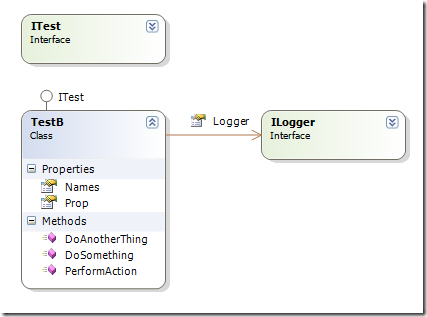 ITest
Interface
ITest
TestB
Class
Logger
ILogger
Interface
Properties
Names
Prop
Methods
DoAnotherThing
DoSomething
PerformAction